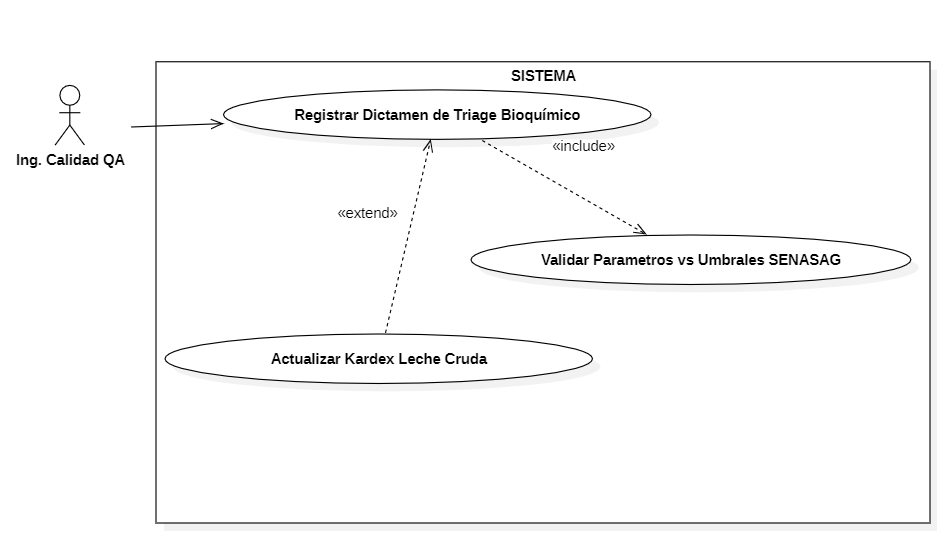 SISTEMA
Registrar Dictamen de Triage Bioquímico
Ing. Calidad QA
«include»
«extend»
Validar Parametros vs Umbrales SENASAG
Actualizar Kardex Leche Cruda